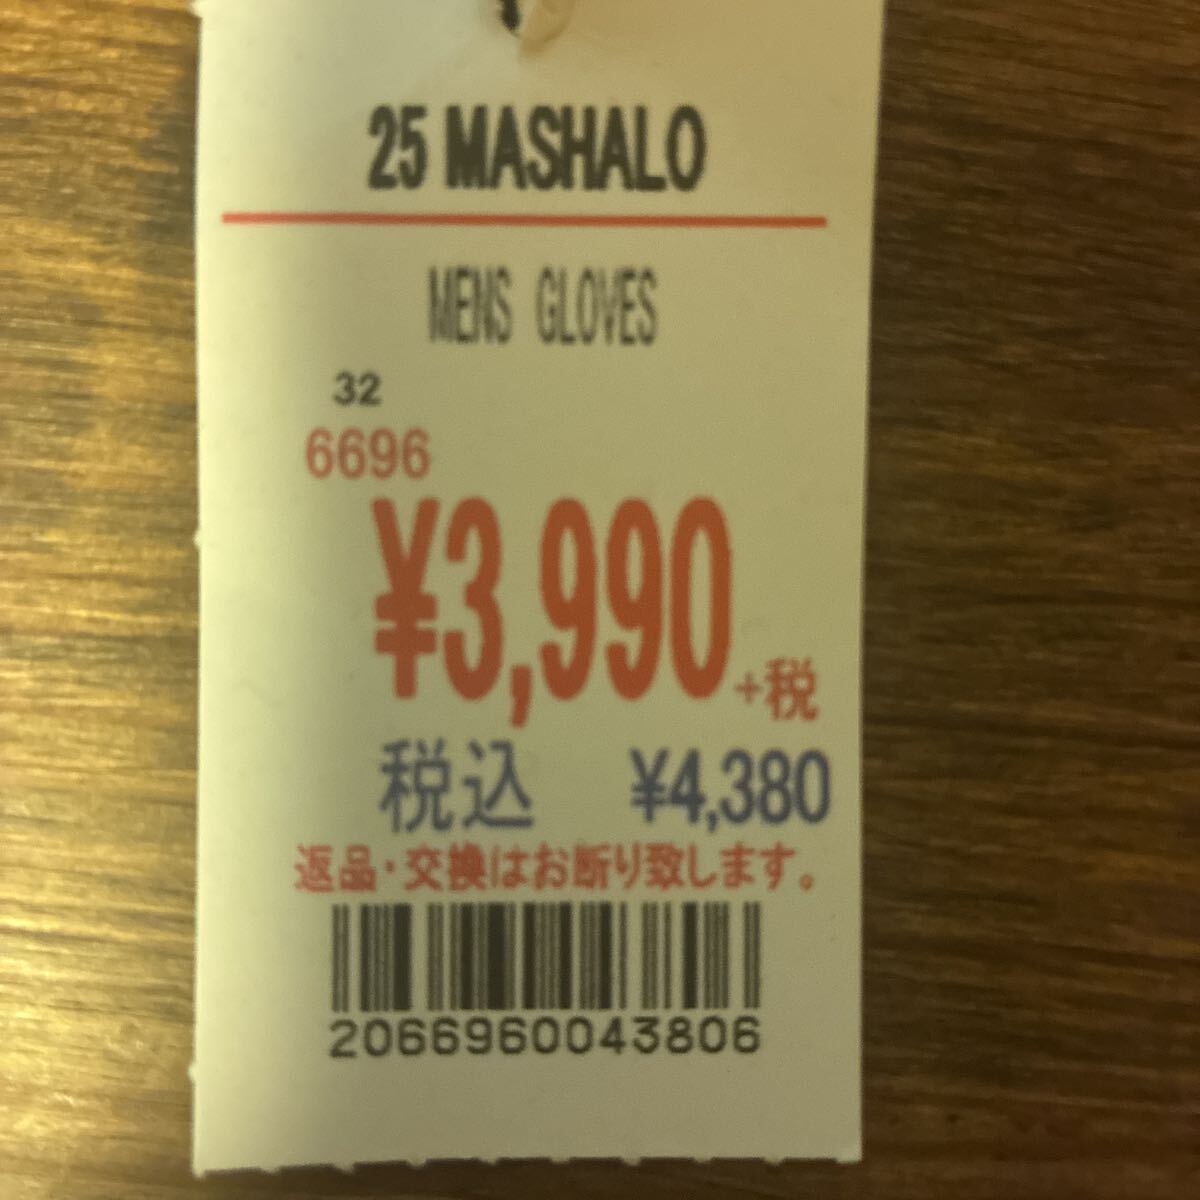 25 MASHALO
MENS GLOVES
32
6696
¥3,990+税
税込 ¥4,380
返品・交換はお断り致します。
2066960043806